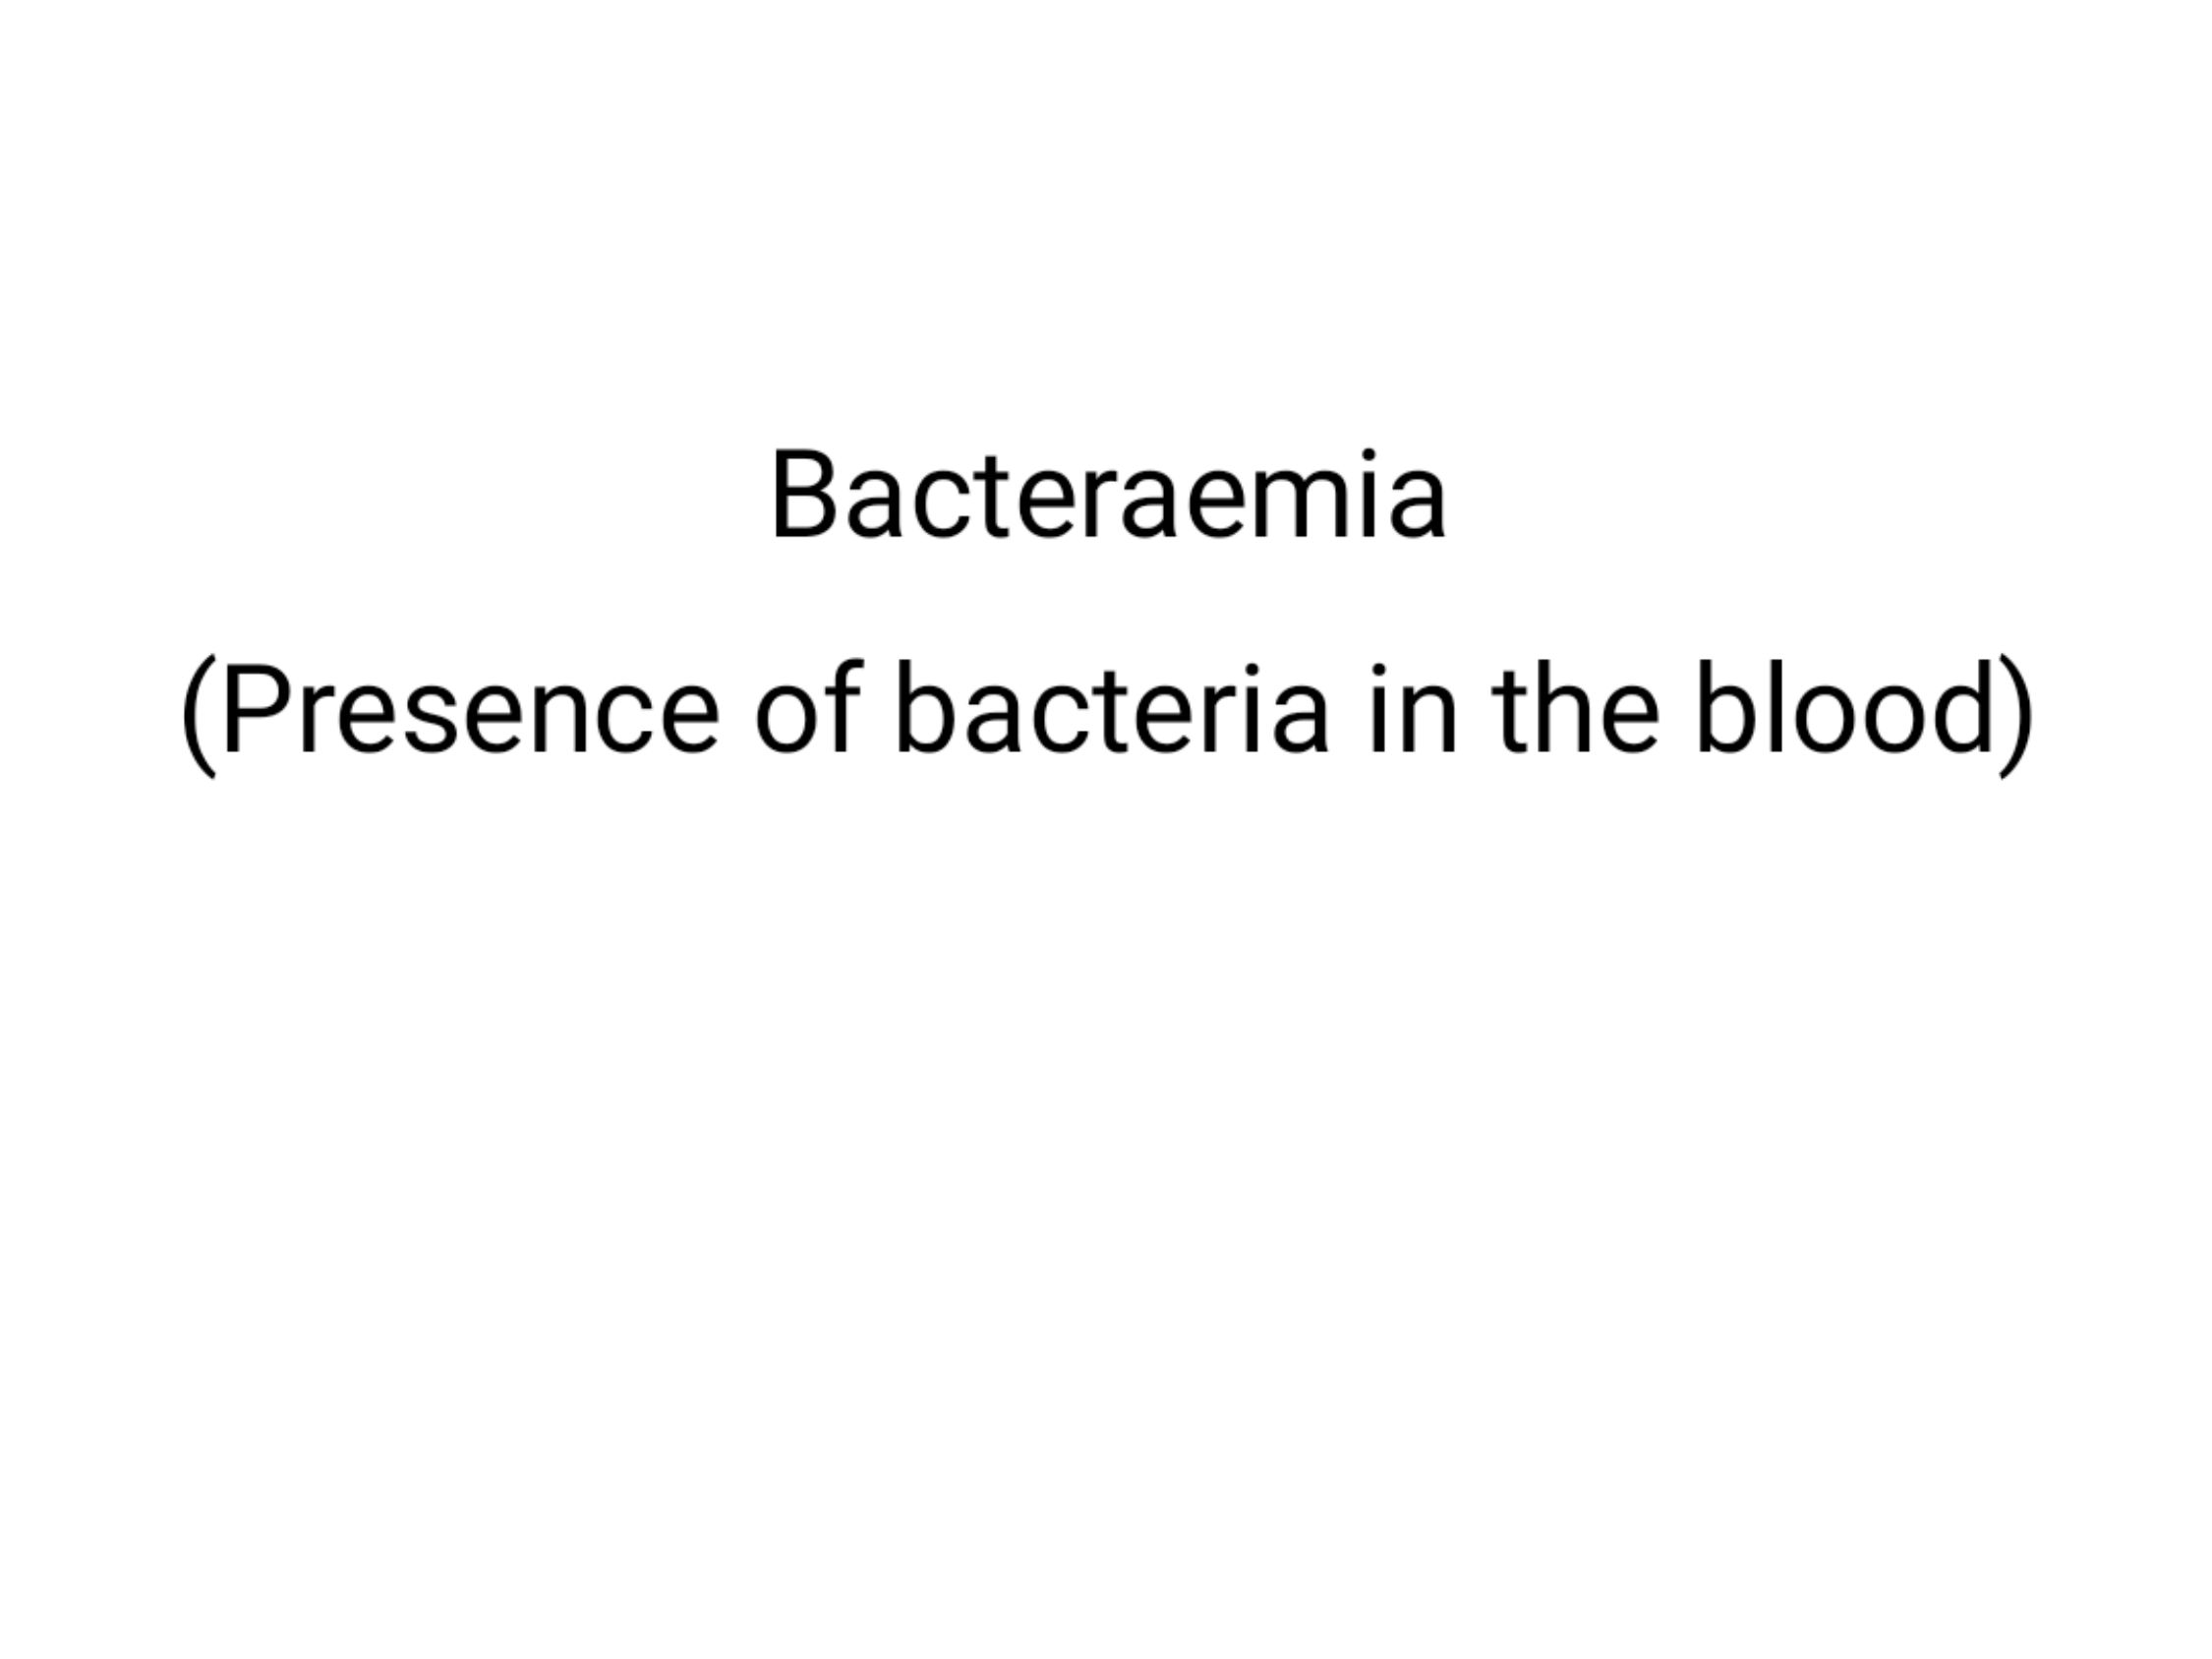 Bacteraemia
(Presence of bacteria in the blood)